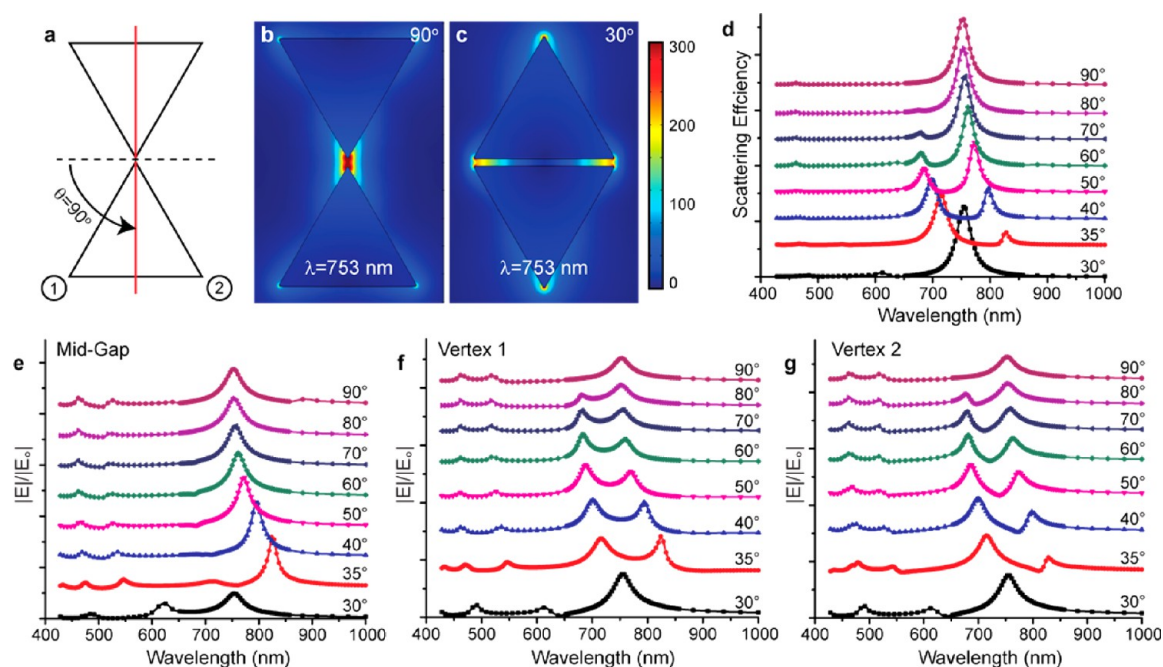 a
θ=90°
1
2
b
90°
λ=753 nm
c
30°
λ=753 nm
300
200
100
0
d
Scattering Effciency
90°
80°
70°
60°
50°
40°
35°
30°
400 500 600 700 800 900 1000
Wavelength (nm)
e
Mid-Gap
|E|/|E₀|
90°
80°
70°
60°
50°
40°
35°
30°
400 500 600 700 800 900 1000
Wavelength (nm)
f
Vertex 1
|E|/|E₀|
90°
80°
70°
60°
50°
40°
35°
30°
400 500 600 700 800 900 1000
Wavelength (nm)
g
Vertex 2
|E|/|E₀|
90°
80°
70°
60°
50°
40°
35°
30°
400 500 600 700 800 900 1000
Wavelength (nm)